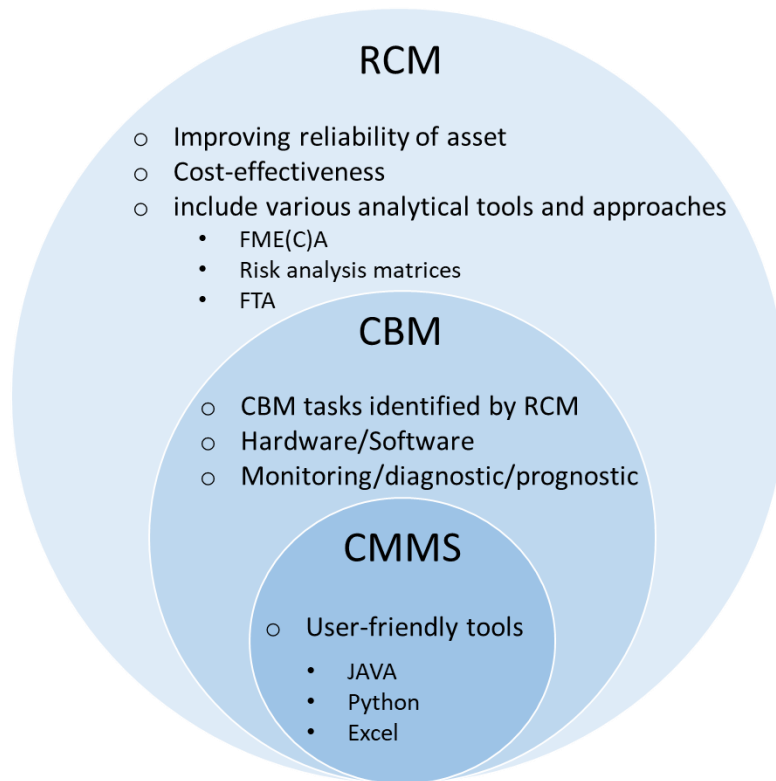 RCM
o Improving reliability of asset
o Cost-effectiveness
o include various analytical tools and approaches
• FME(C)A
• Risk analysis matrices
• FTA
CBM
o CBM tasks identified by RCM
o Hardware/Software
o Monitoring/diagnostic/prognostic
CMMS
o User-friendly tools
• JAVA
• Python
• Excel